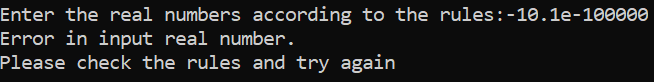 Enter the real numbers according to the rules:-10.1e-100000
Error in input real number.
Please check the rules and try again